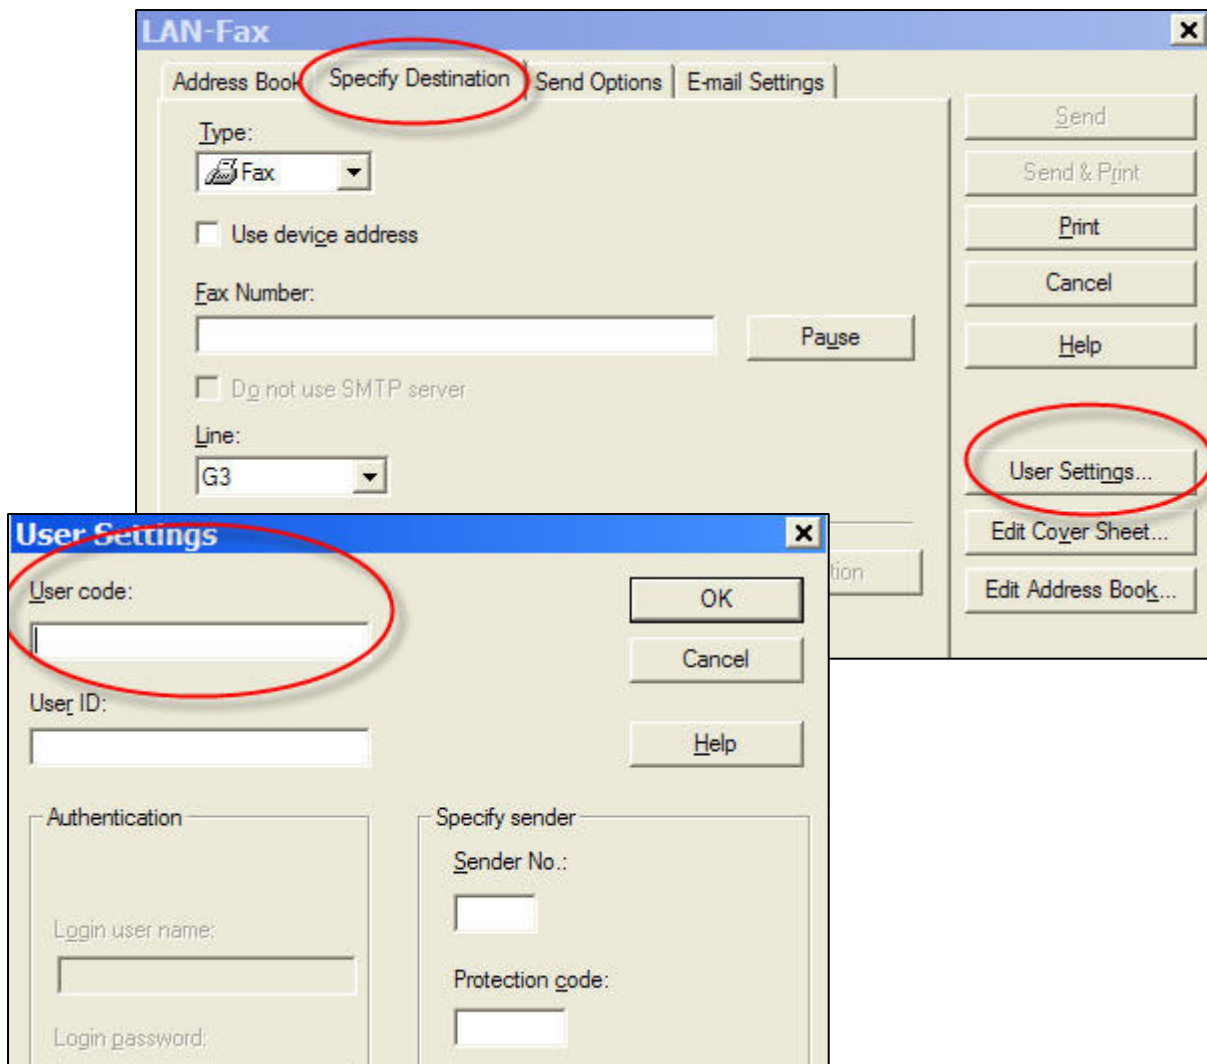 LAN-Fax
Address Book Specify Destination Send Options E-mail Settings
Type:
Fax
Use device address
Fax Number:
Pause
Do not use SMTP server
Line:
G3
Send
Send & Print
Print
Cancel
Help
User Settings...
Edit Cover Sheet...
Edit Address Book...
User Settings
User code:
OK
Cancel
User ID:
Help
Authentication
Login user name:
Login password:
Specify sender
Sender No.:
Protection code: